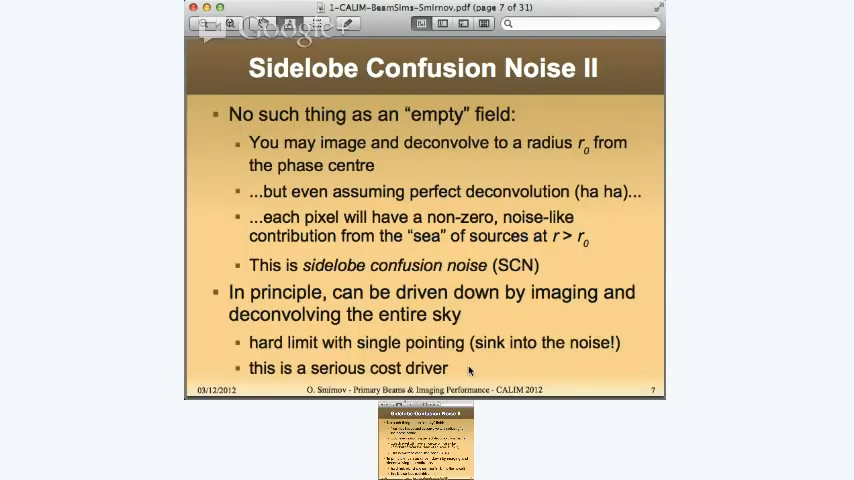 1-CALIM-BeamSims-Smirnov.pdf (page 7 of 31)
Google+
Sidelobe Confusion Noise II
No such thing as an “empty” field:
You may image and deconvolve to a radius r0 from
the phase centre
...but even assuming perfect deconvolution (ha ha)...
...each pixel will have a non-zero, noise-like
contribution from the “sea” of sources at r > r0
This is sidelobe confusion noise (SCN)
In principle, can be driven down by imaging and
deconvolving the entire sky
hard limit with single pointing (sink into the noise!)
this is a serious cost driver
03/12/2012 O. Smirnov - Primary Beams & Imaging Performance - CALIM 2012 7
Sidelobe Confusion Noise II